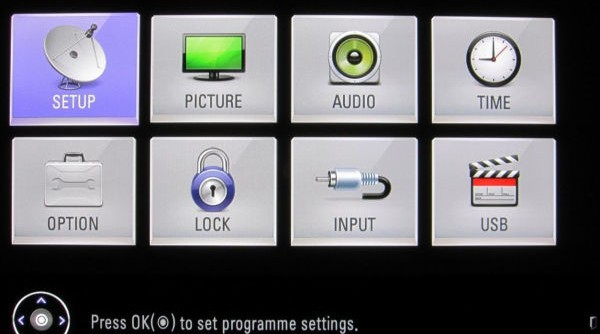 SETUP
PICTURE
AUDIO
TIME
OPTION
LOCK
INPUT
USB
Press OK(◉) to set programme settings.